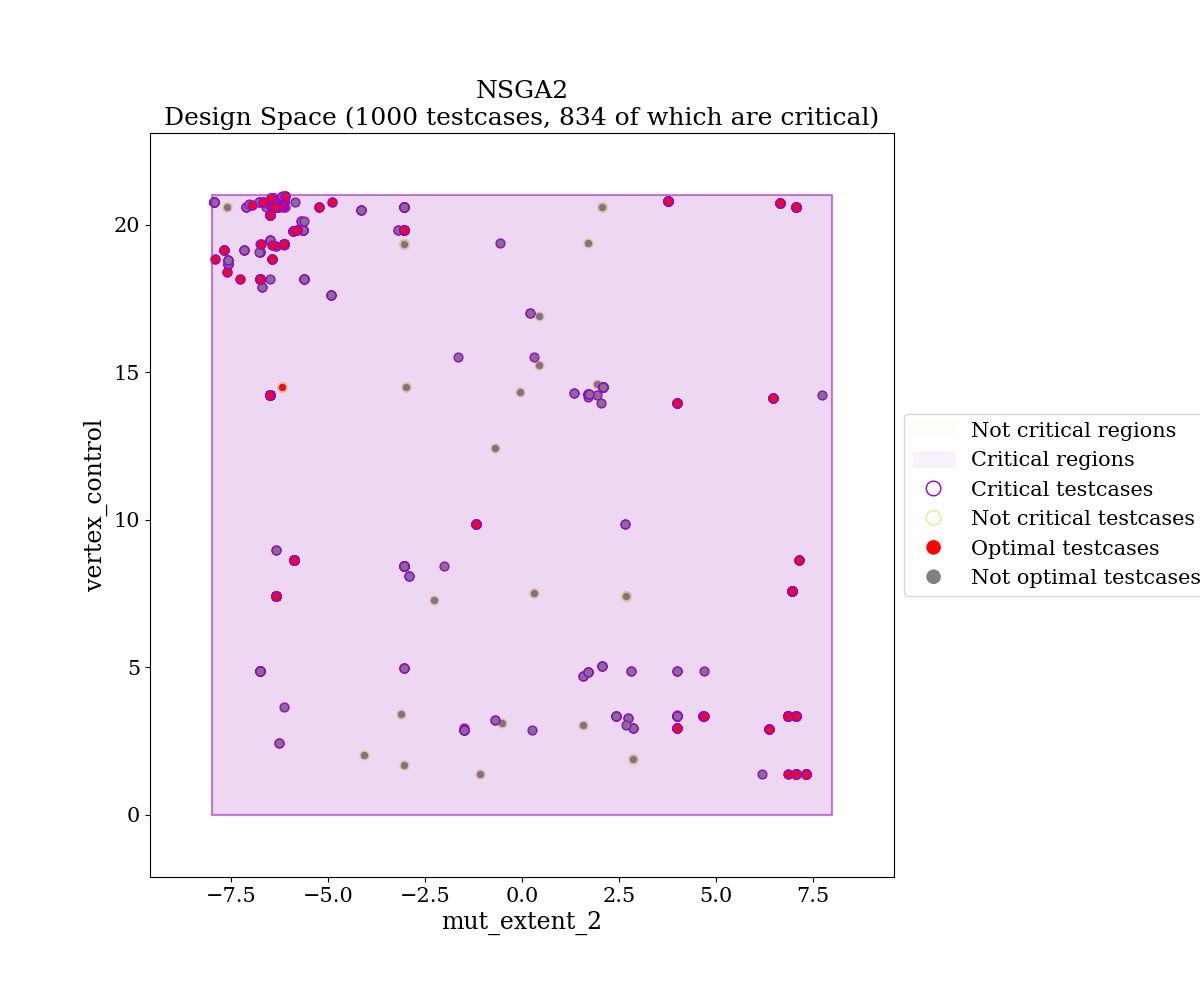 NSGA2
Design Space (1000 testcases, 834 of which are critical)
20
15
10
5
0
vertex_control
−7.5 −5.0 −2.5 0.0 2.5 5.0 7.5
mut_extent_2
Not critical regions
Critical regions
Critical testcases
Not critical testcases
Optimal testcases
Not optimal testcases